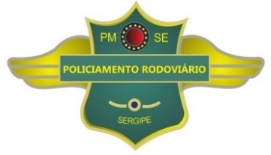 PM SE
POLICIAMENTO RODOVIÁRIO
SERGIPE